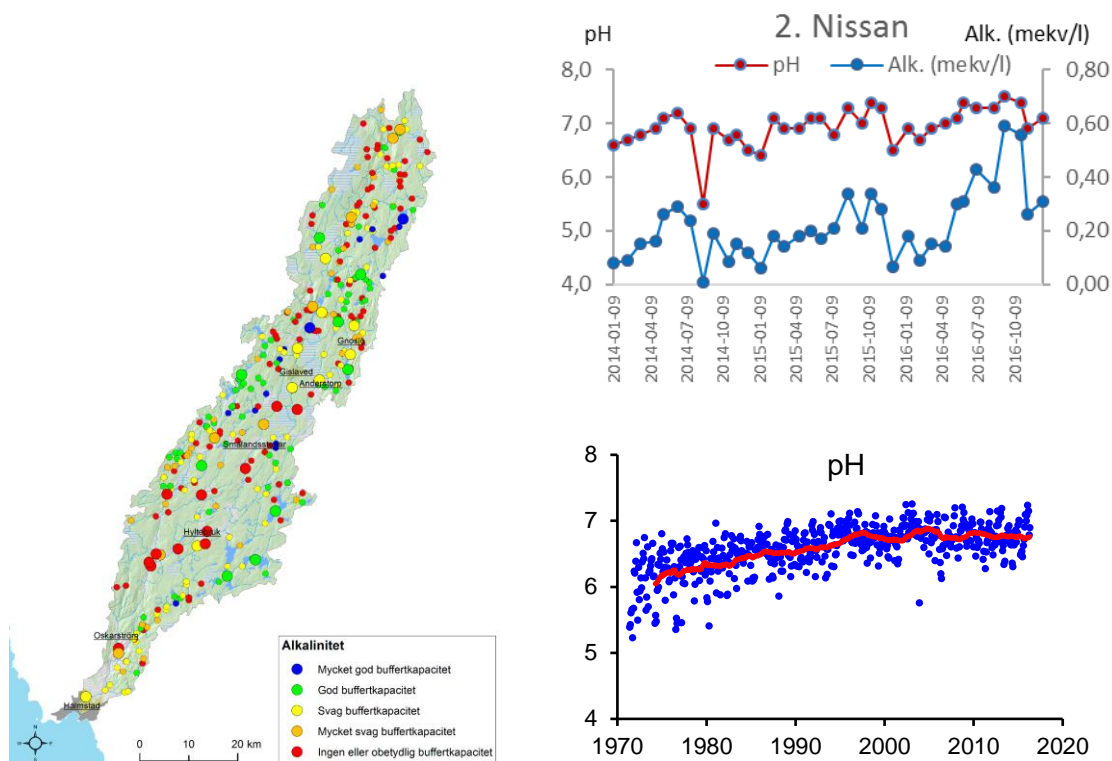 Gnosjö
Gislaved
Anderstorp
Smålandsstenar
Hyltebruk
Oskarström
Halmstad
N
W
E
S
0 10 20 km
Alkalinitet
Mycket god buffertkapacitet
God buffertkapacitet
Svag buffertkapacitet
Mycket svag buffertkapacitet
Ingen eller obetydlig buffertkapacitet
2. Nissan
pH
Alk. (mekv/l)
pH
Alk. (mekv/l)
8,0
7,0
6,0
5,0
4,0
0,80
0,60
0,40
0,20
0,00
2014-01-09
2014-04-09
2014-07-09
2014-10-09
2015-01-09
2015-04-09
2015-07-09
2015-10-09
2016-01-09
2016-04-09
2016-07-09
2016-10-09
pH
8
7
6
5
4
1970
1980
1990
2000
2010
2020